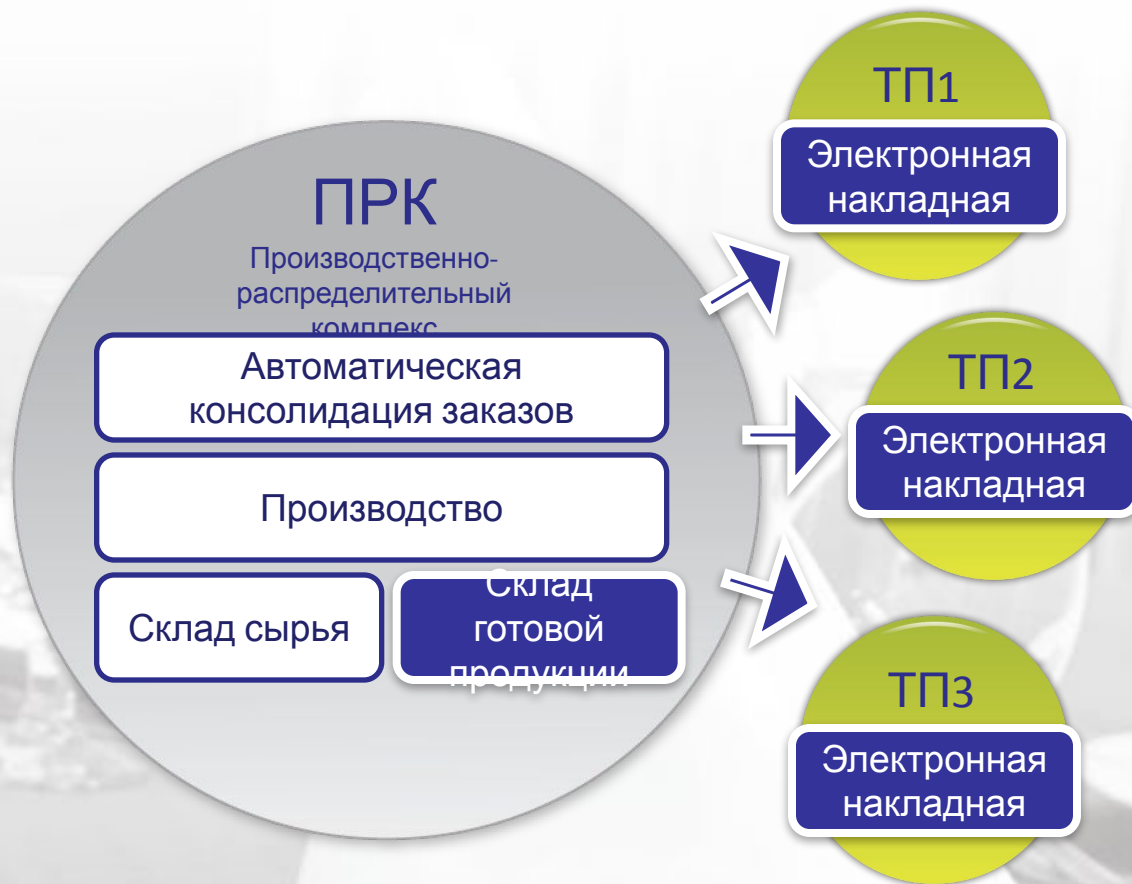 ПРК
Производственно-
распределительный
комплекс
Автоматическая
консолидация заказов
Производство
Склад сырья
Склад
готовой
продукции
ТП1
Электронная
накладная
ТП2
Электронная
накладная
ТП3
Электронная
накладная